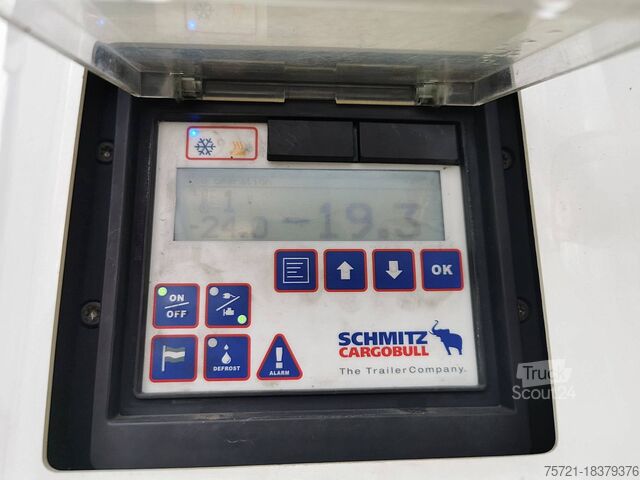 -24.0 -19.3
OK
ON
OFF
DEFROST
ALARM
SCHMITZ
CARGOBULL
The TrailerCompany.
Truck
Scout24
75721-18379376